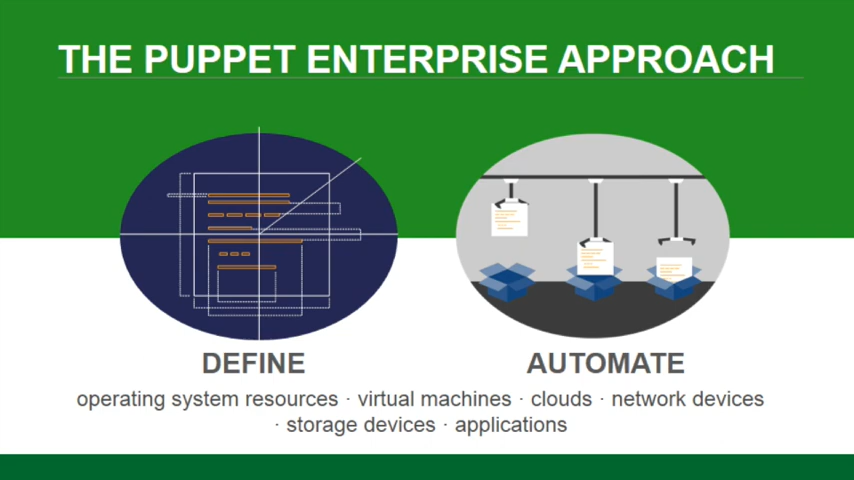 THE PUPPET ENTERPRISE APPROACH
DEFINE
AUTOMATE
operating system resources · virtual machines · clouds · network devices
· storage devices · applications